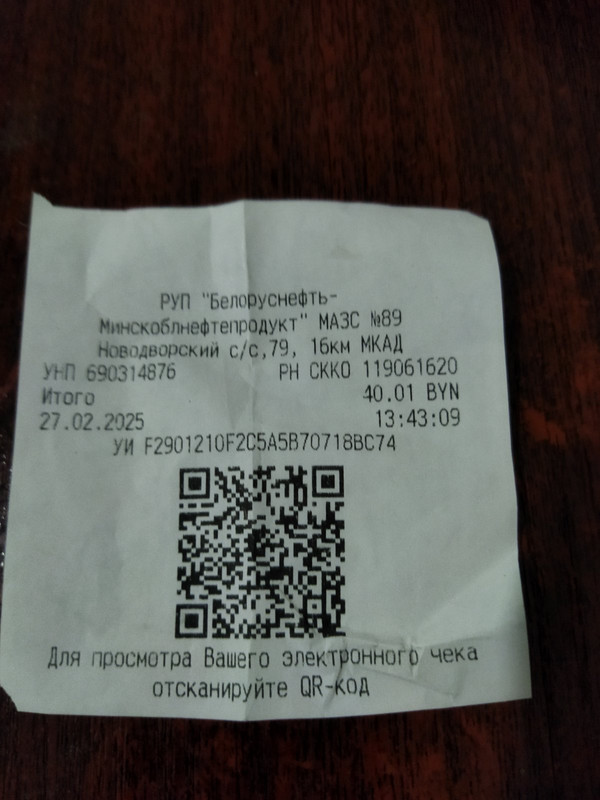 РУП "Белоруснефть-
Минскоблнефтепродукт" МАЗС №89
Новодворский с/с,79, 16км МКАД
УНП 690314876 РН СККО 119061620
Итого 40.01 BYN
27.02.2025 13:43:09
УИ F2901210F2C5A5B70718BC74
Для просмотра Вашего электронного чека
отсканируйте QR-код